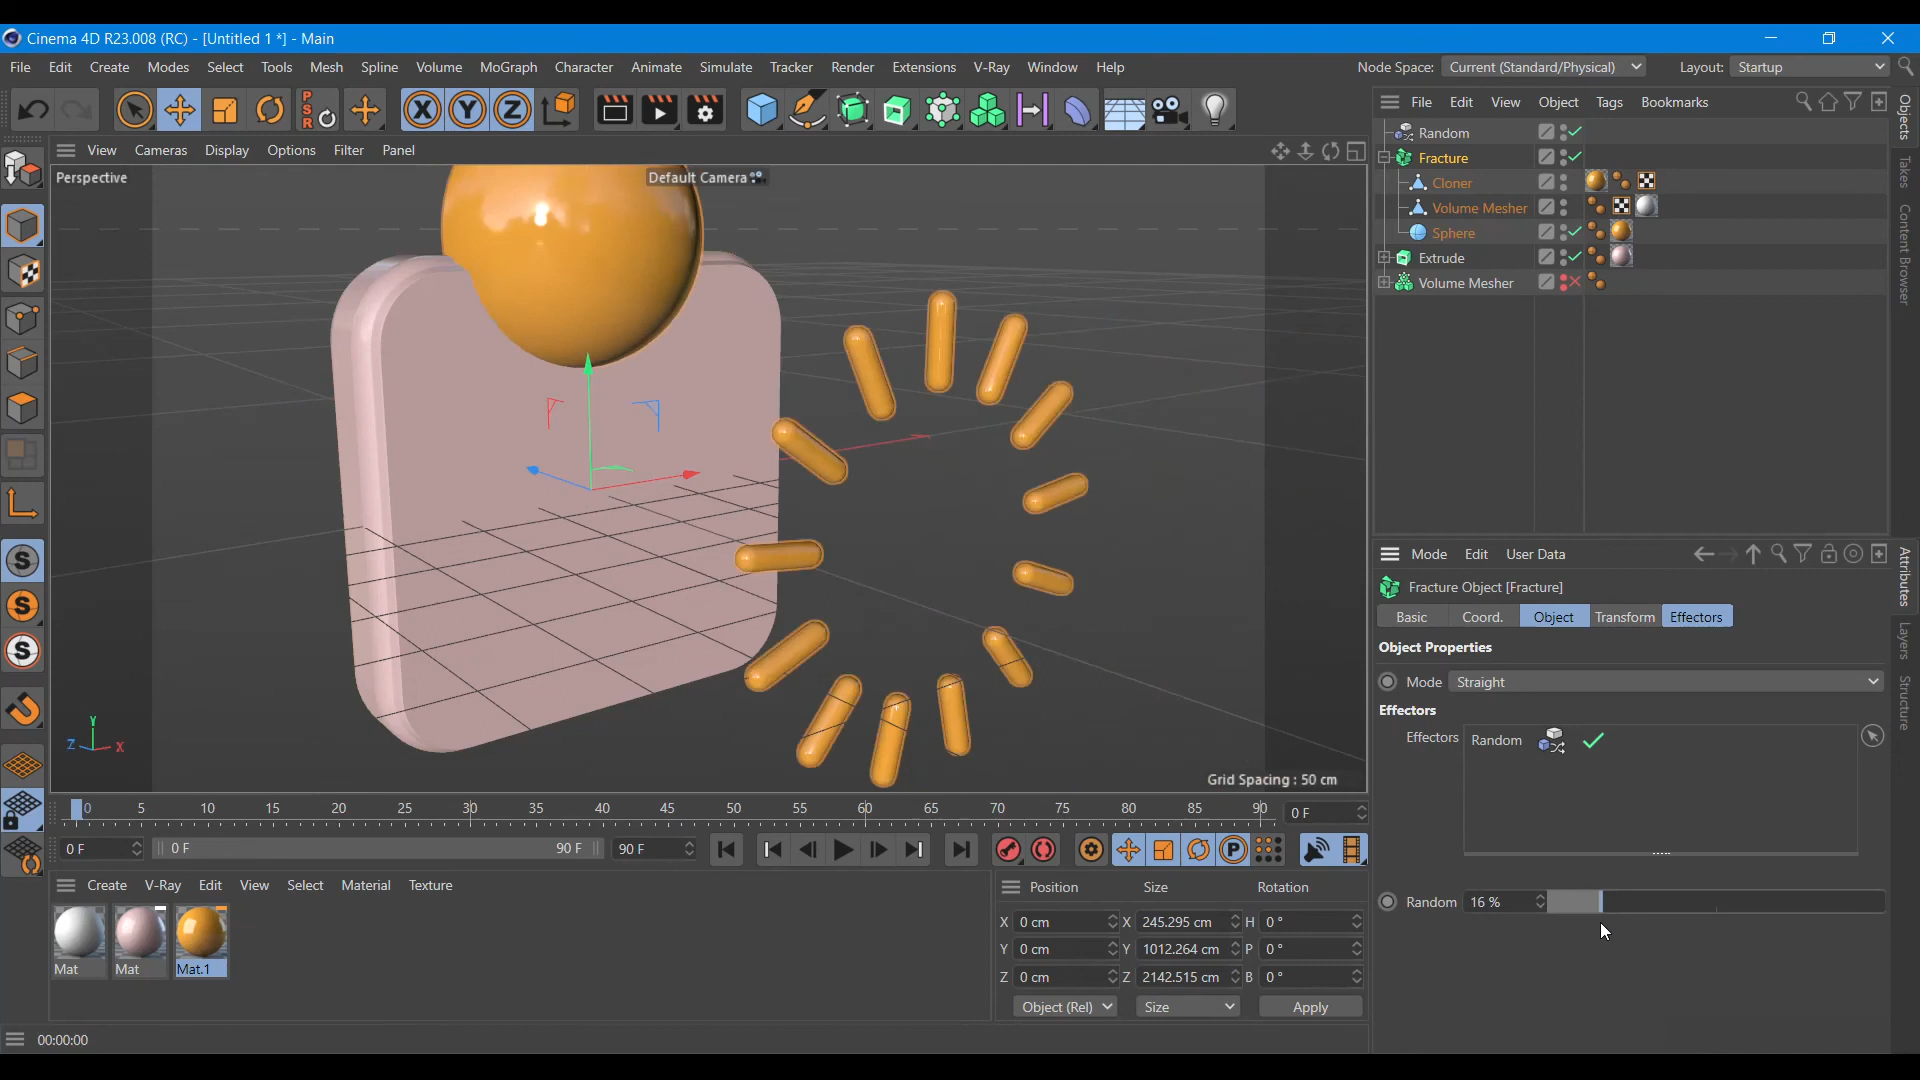 Cinema 4D R23.008 (RC) - [Untitled 1 *] - Main
File Edit Create Modes Select Tools Mesh Spline Volume MoGraph Character Animate Simulate Tracker Render Extensions V-Ray Window Help
Node Space: Current (Standard/Physical) Layout: Startup
P S R X Y Z
File Edit View Object Tags Bookmarks
View Cameras Display Options Filter Panel
Perspective
Default Camera
Random
Fracture
Cloner
Volume Mesher
Sphere
Extrude
Volume Mesher
Objects
Takes
Content Browser
Attributes
Layers
Structure
S
S
S
Y
Z X
Grid Spacing : 50 cm
Mode Edit User Data
Fracture Object [Fracture]
Basic Coord. Object Transform Effectors
Object Properties
Mode Straight
Effectors
Effectors Random
Random 16 %
0 5 10 15 20 25 30 35 40 45 50 55 60 65 70 75 80 85 90 0 F
0 F 0 F 90 F 90 F P
Create V-Ray Edit View Select Material Texture
Mat Mat Mat.1
Position Size Rotation
X 0 cm X 245.295 cm H 0 °
Y 0 cm Y 1012.264 cm P 0 °
Z 0 cm Z 2142.515 cm B 0 °
Object (Rel) Size Apply
00:00:00